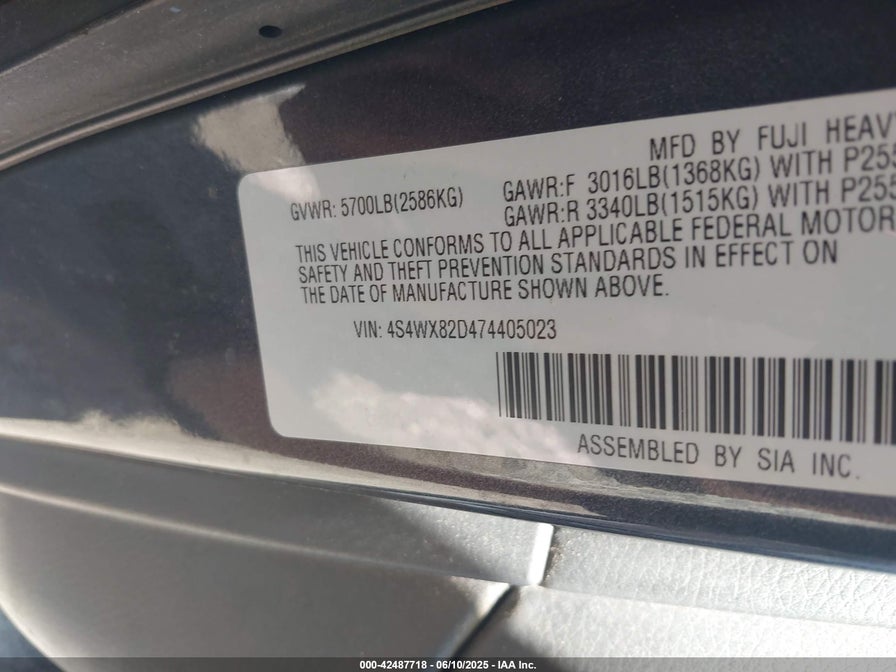 MFD BY FUJI HEAV
GVWR: 5700LB(2586KG) GAWR:F 3016LB(1368KG) WITH P255
GAWR:R 3340LB(1515KG) WITH P255
THIS VEHICLE CONFORMS TO ALL APPLICABLE FEDERAL MOTOR
SAFETY AND THEFT PREVENTION STANDARDS IN EFFECT ON
THE DATE OF MANUFACTURE SHOWN ABOVE.
VIN: 4S4WX82D474405023
ASSEMBLED BY SIA INC.
000-42487718 - 06/10/2025 - IAA Inc.